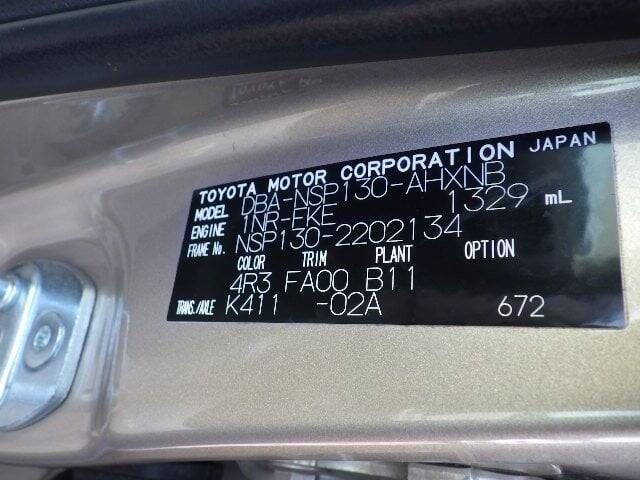 TOYOTA MOTOR CORPORATION JAPAN
MODEL DBA-NSP130-AHXNB
ENGINE 1NR-FKE 1329 mL
FRAME No. NSP130-2202134
COLOR TRIM PLANT OPTION
4R3 FA00 B11
TRANS./AXLE K411 -02A 672